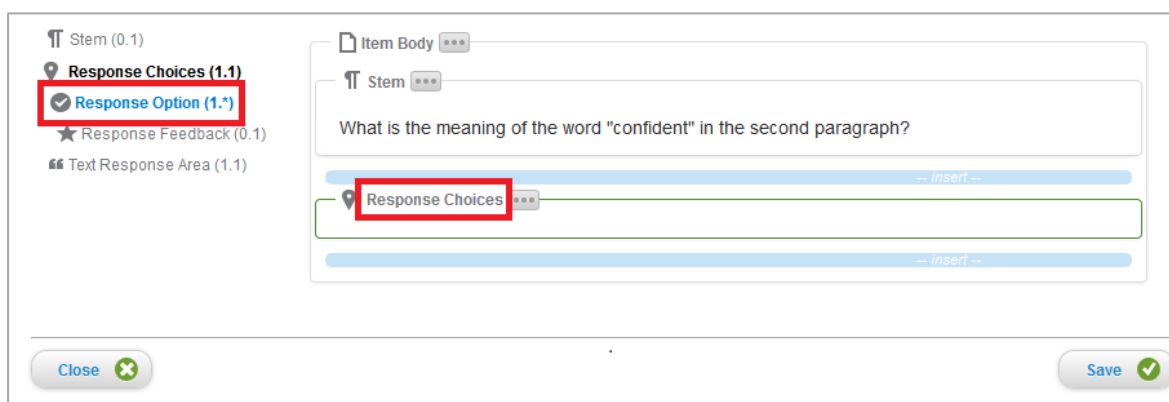 Stem (0.1)
Response Choices (1.1)
Response Option (1.*)
Response Feedback (0.1)
Text Response Area (1.1)
Item Body
Stem
What is the meaning of the word "confident" in the second paragraph?
-- insert --
Response Choices
-- insert --
Close
Save